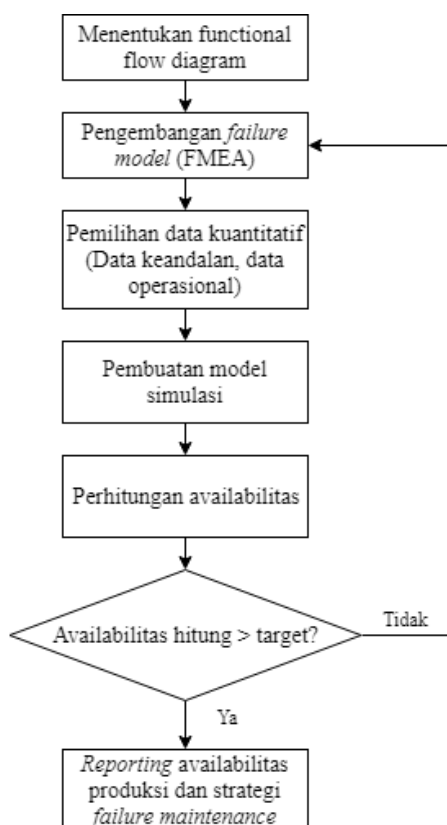 Menentukan functional
flow diagram
Pengembangan failure
model (FMEA)
Pemilihan data kuantitatif
(Data keandalan, data
operasional)
Pembuatan model
simulasi
Perhitungan availabilitas
Availabilitas hitung > target?
Tidak
Ya
Reporting availabilitas
produksi dan strategi
failure maintenance